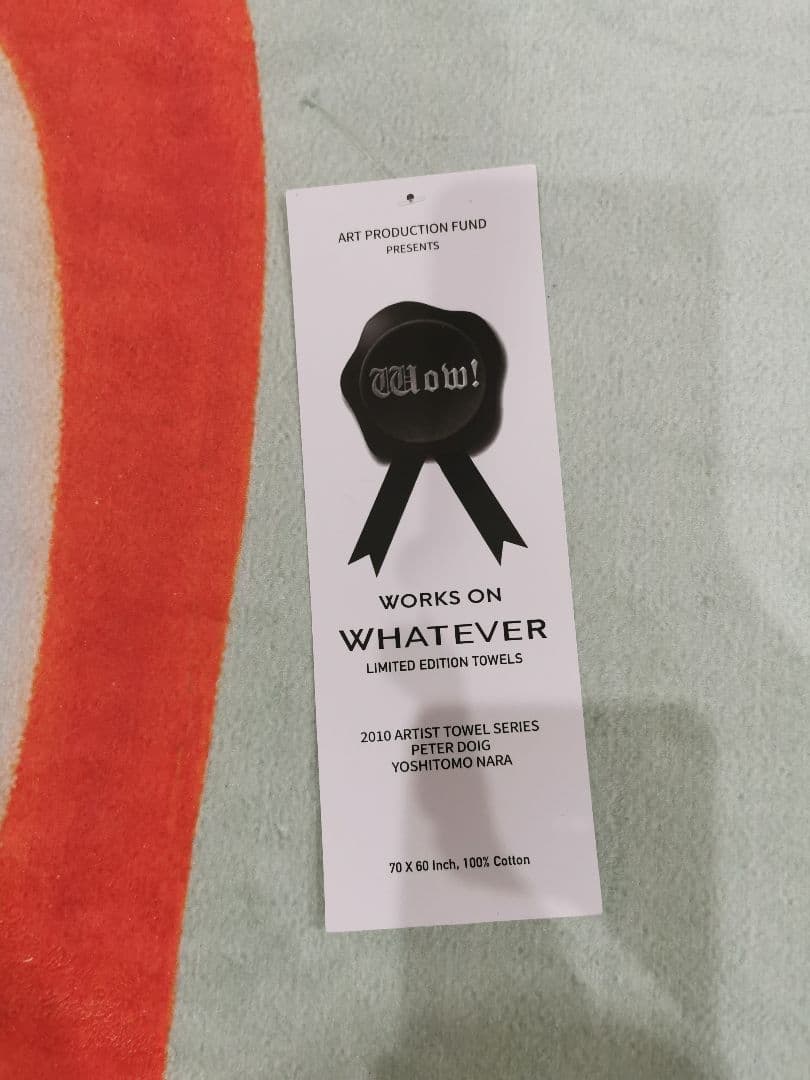 ART PRODUCTION FUND
PRESENTS
Wow!
WORKS ON
WHATEVER
LIMITED EDITION TOWELS
2010 ARTIST TOWEL SERIES
PETER DOIG
YOSHITOMO NARA
70 X 60 Inch, 100% Cotton